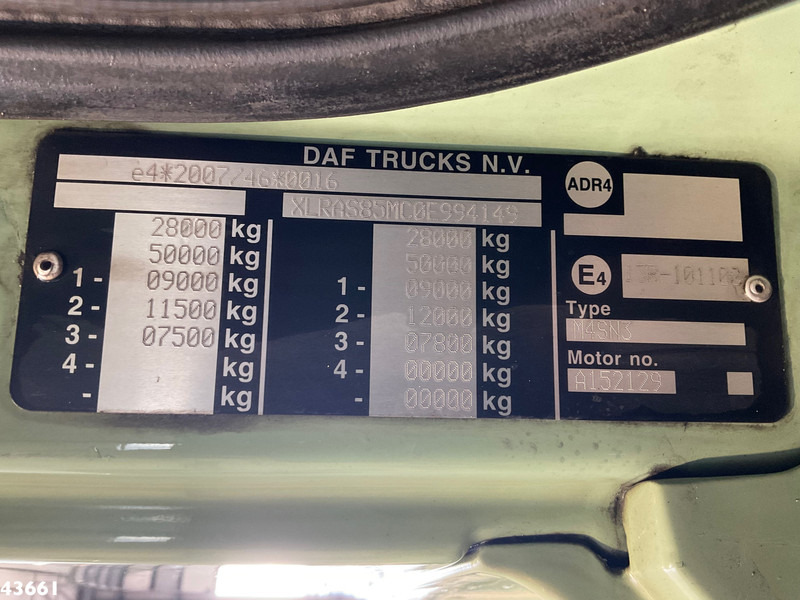 DAF TRUCKS N.V.
e4*2007/46*0016
XLRAS85MC0E994149
28000 kg
50000 kg
1 - 09000 kg
2 - 11500 kg
3 - 07500 kg
4 - kg
- kg
28000 kg
50000 kg
1 - 09000 kg
2 - 12000 kg
3 - 07800 kg
4 - 00000 kg
- 00000 kg
ADR4
E4
Type
M4SN3
Motor no.
A152129
43661